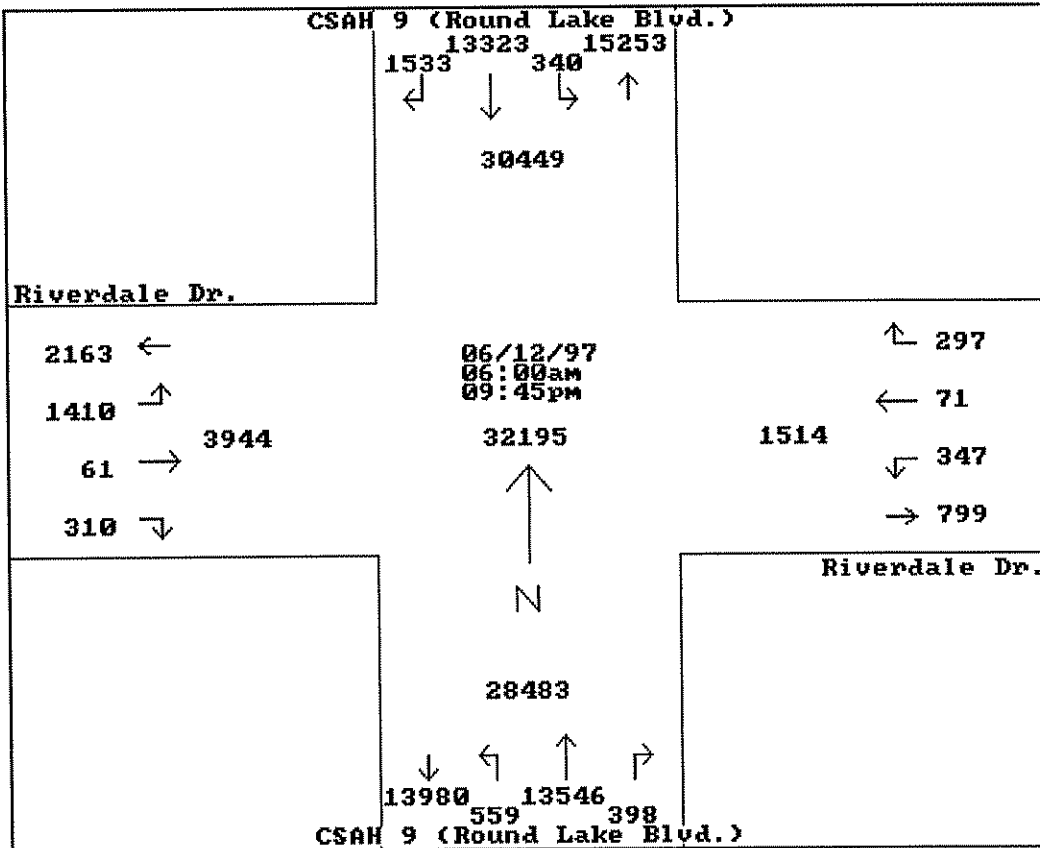 CSAH 9 (Round Lake Blvd.)
13323 15253
1533 340
30449
Riverdale Dr.
2163
1410
61
310
3944
06/12/97
06:00am
09:45pm
32195
1514
297
71
347
799
Riverdale Dr.
N
28483
13980 13546
559 398
CSAH 9 (Round Lake Blvd.)